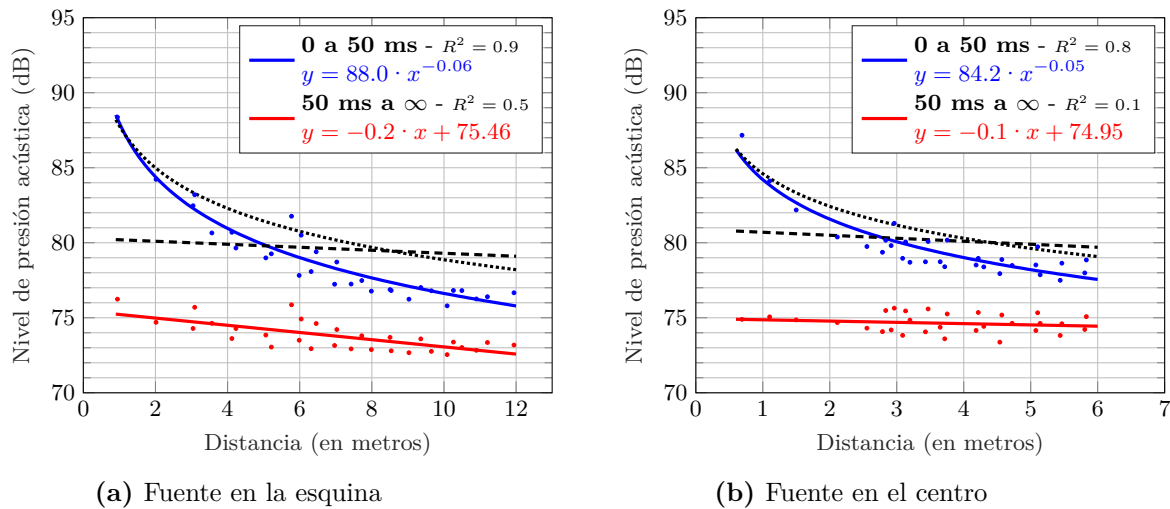 95
90
85
80
75
70
0
2
4
6
8
10
12
Nivel de presión acústica (dB)
Distancia (en metros)
0 a 50 ms - R² = 0.9
y = 88.0 · x^−0.06
50 ms a ∞ - R² = 0.5
y = −0.2 · x + 75.46
(a) Fuente en la esquina
95
90
85
80
75
70
0
1
2
3
4
5
6
7
Nivel de presión acústica (dB)
Distancia (en metros)
0 a 50 ms - R² = 0.8
y = 84.2 · x^−0.05
50 ms a ∞ - R² = 0.1
y = −0.1 · x + 74.95
(b) Fuente en el centro